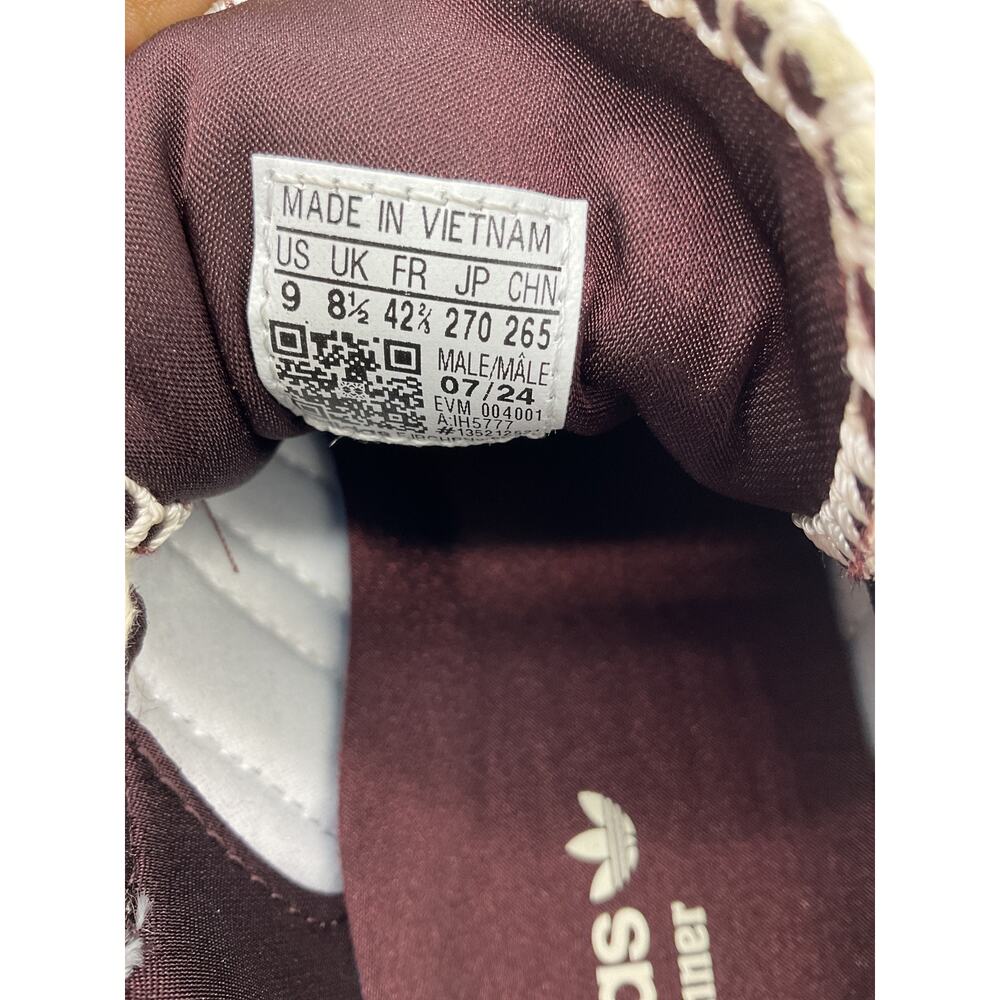 MADE IN VIETNAM
US UK FR JP CHN
9 8½ 42⅔ 270 265
MALE/MÂLE
07/24
EVM 004001
A:IH5777